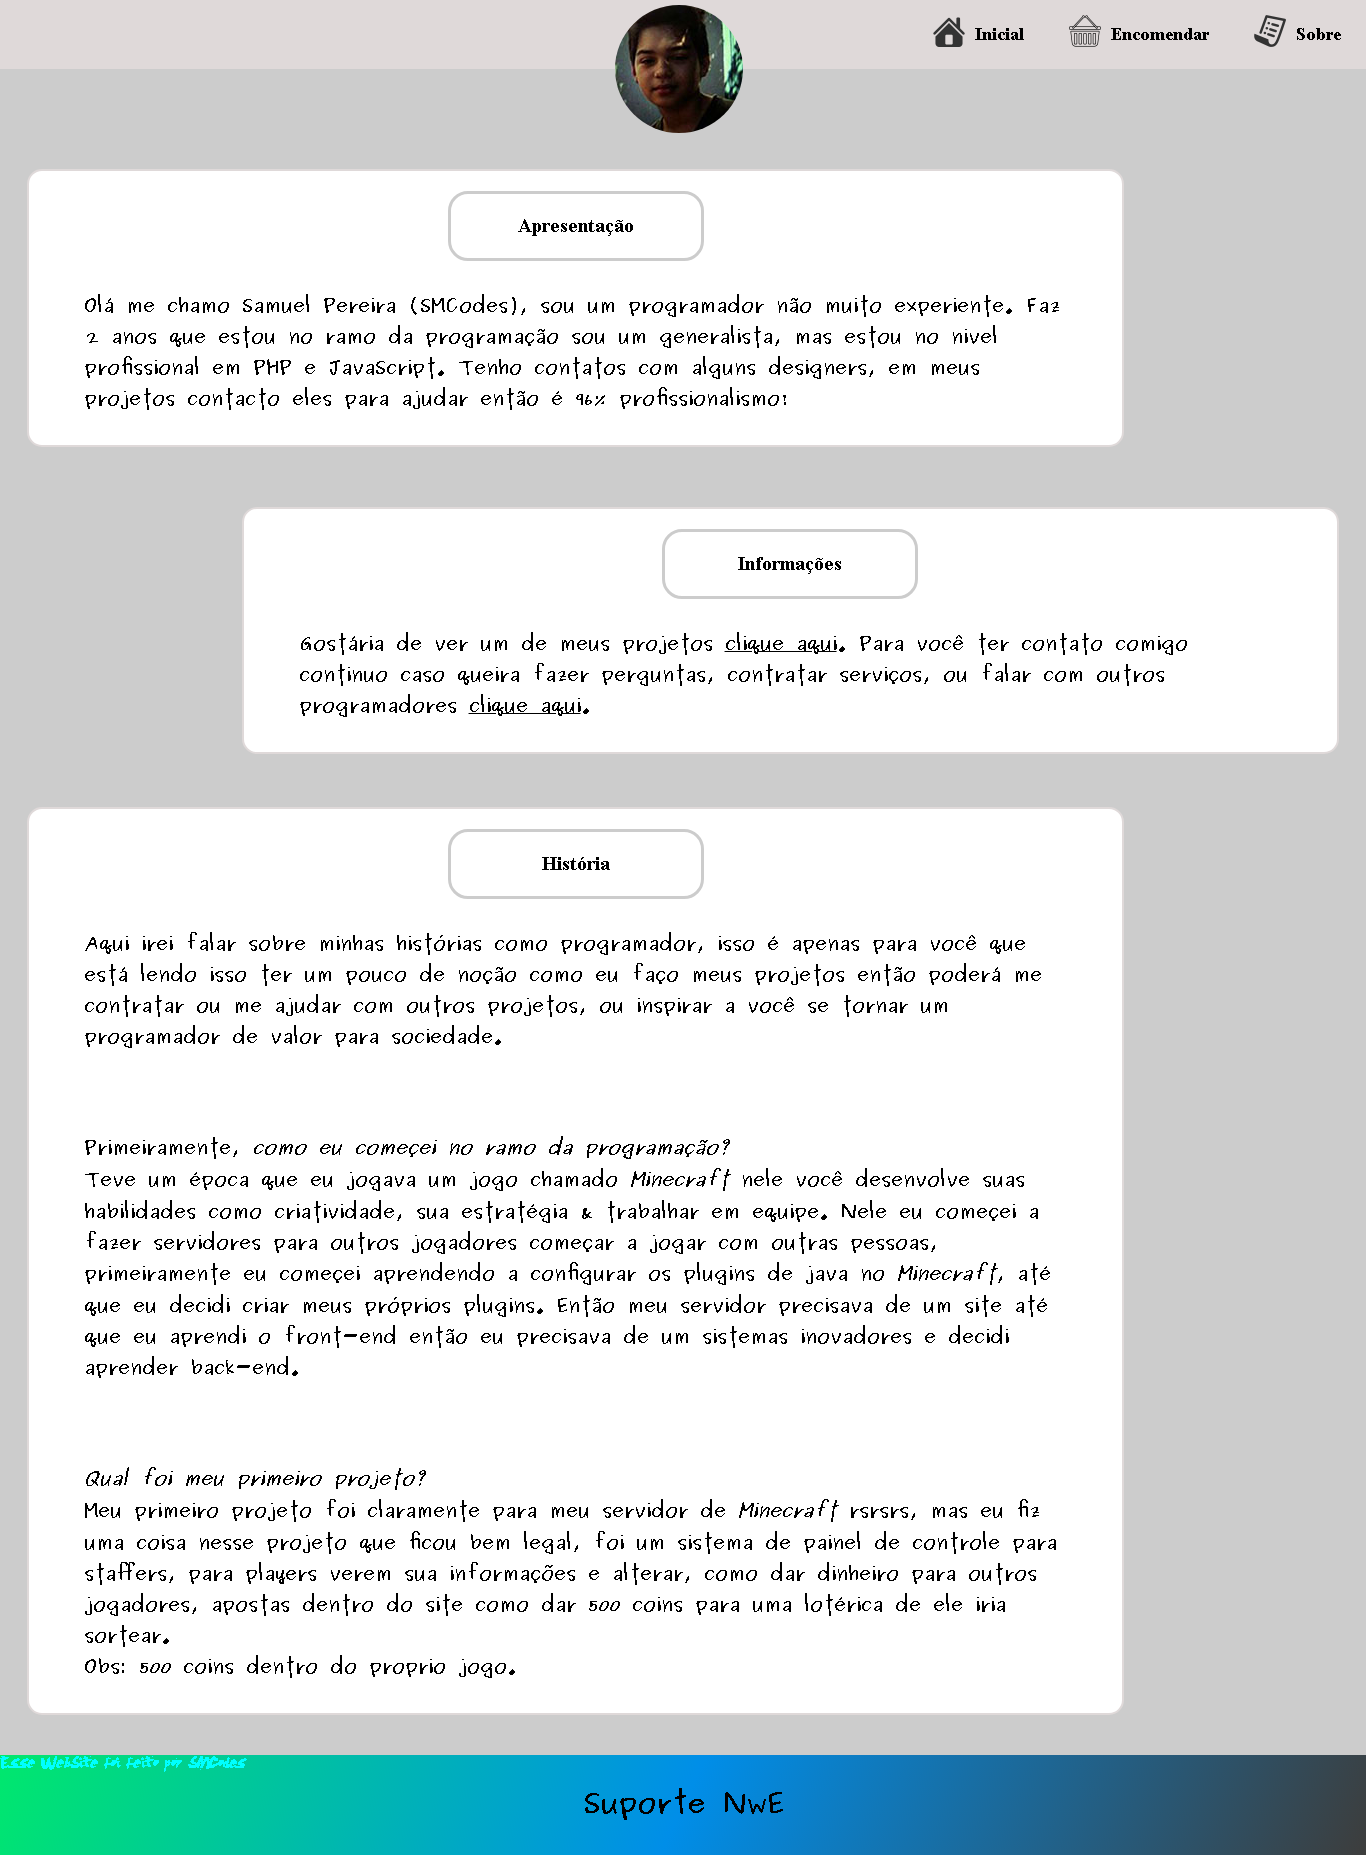 Inicial
Encomendar
Sobre
Apresentação
Olá me chamo Samuel Pereira (SMCodes), sou um programador não muito experiente. Faz
2 anos que estou no ramo da programação sou um generalista, mas estou no nivel
profissional em PHP e JavaScript. Tenho contatos com alguns designers, em meus
projetos contacto eles para ajudar então é 96% profissionalismo!
Informações
Gostária de ver um de meus projetos clique aqui. Para você ter contato comigo
continuo caso queira fazer perguntas, contratar serviços, ou falar com outros
programadores clique aqui.
História
Aqui irei falar sobre minhas histórias como programador, isso é apenas para você que
está lendo isso ter um pouco de noção como eu faço meus projetos então poderá me
contratar ou me ajudar com outros projetos, ou inspirar a você se tornar um
programador de valor para sociedade.
Primeiramente, como eu começei no ramo da programação?
Teve um época que eu jogava um jogo chamado Minecraft nele você desenvolve suas
habilidades como criatividade, sua estratégia & trabalhar em equipe. Nele eu começei a
fazer servidores para outros jogadores começar a jogar com outras pessoas,
primeiramente eu começei aprendendo a configurar os plugins de java no Minecraft, até
que eu decidi criar meus próprios plugins. Então meu servidor precisava de um site até
que eu aprendi o front-end então eu precisava de um sistemas inovadores e decidi
aprender back-end.
Qual foi meu primeiro projeto?
Meu primeiro projeto foi claramente para meu servidor de Minecraft rsrsrs, mas eu fiz
uma coisa nesse projeto que ficou bem legal, foi um sistema de painel de controle para
staffers, para players verem sua informações e alterar, como dar dinheiro para outros
jogadores, apostas dentro do site como dar 500 coins para uma lotérica de ele iria
sortear.
Obs: 500 coins dentro do proprio jogo.
Esse WebSite foi feito por SMCodes
Suporte NwE